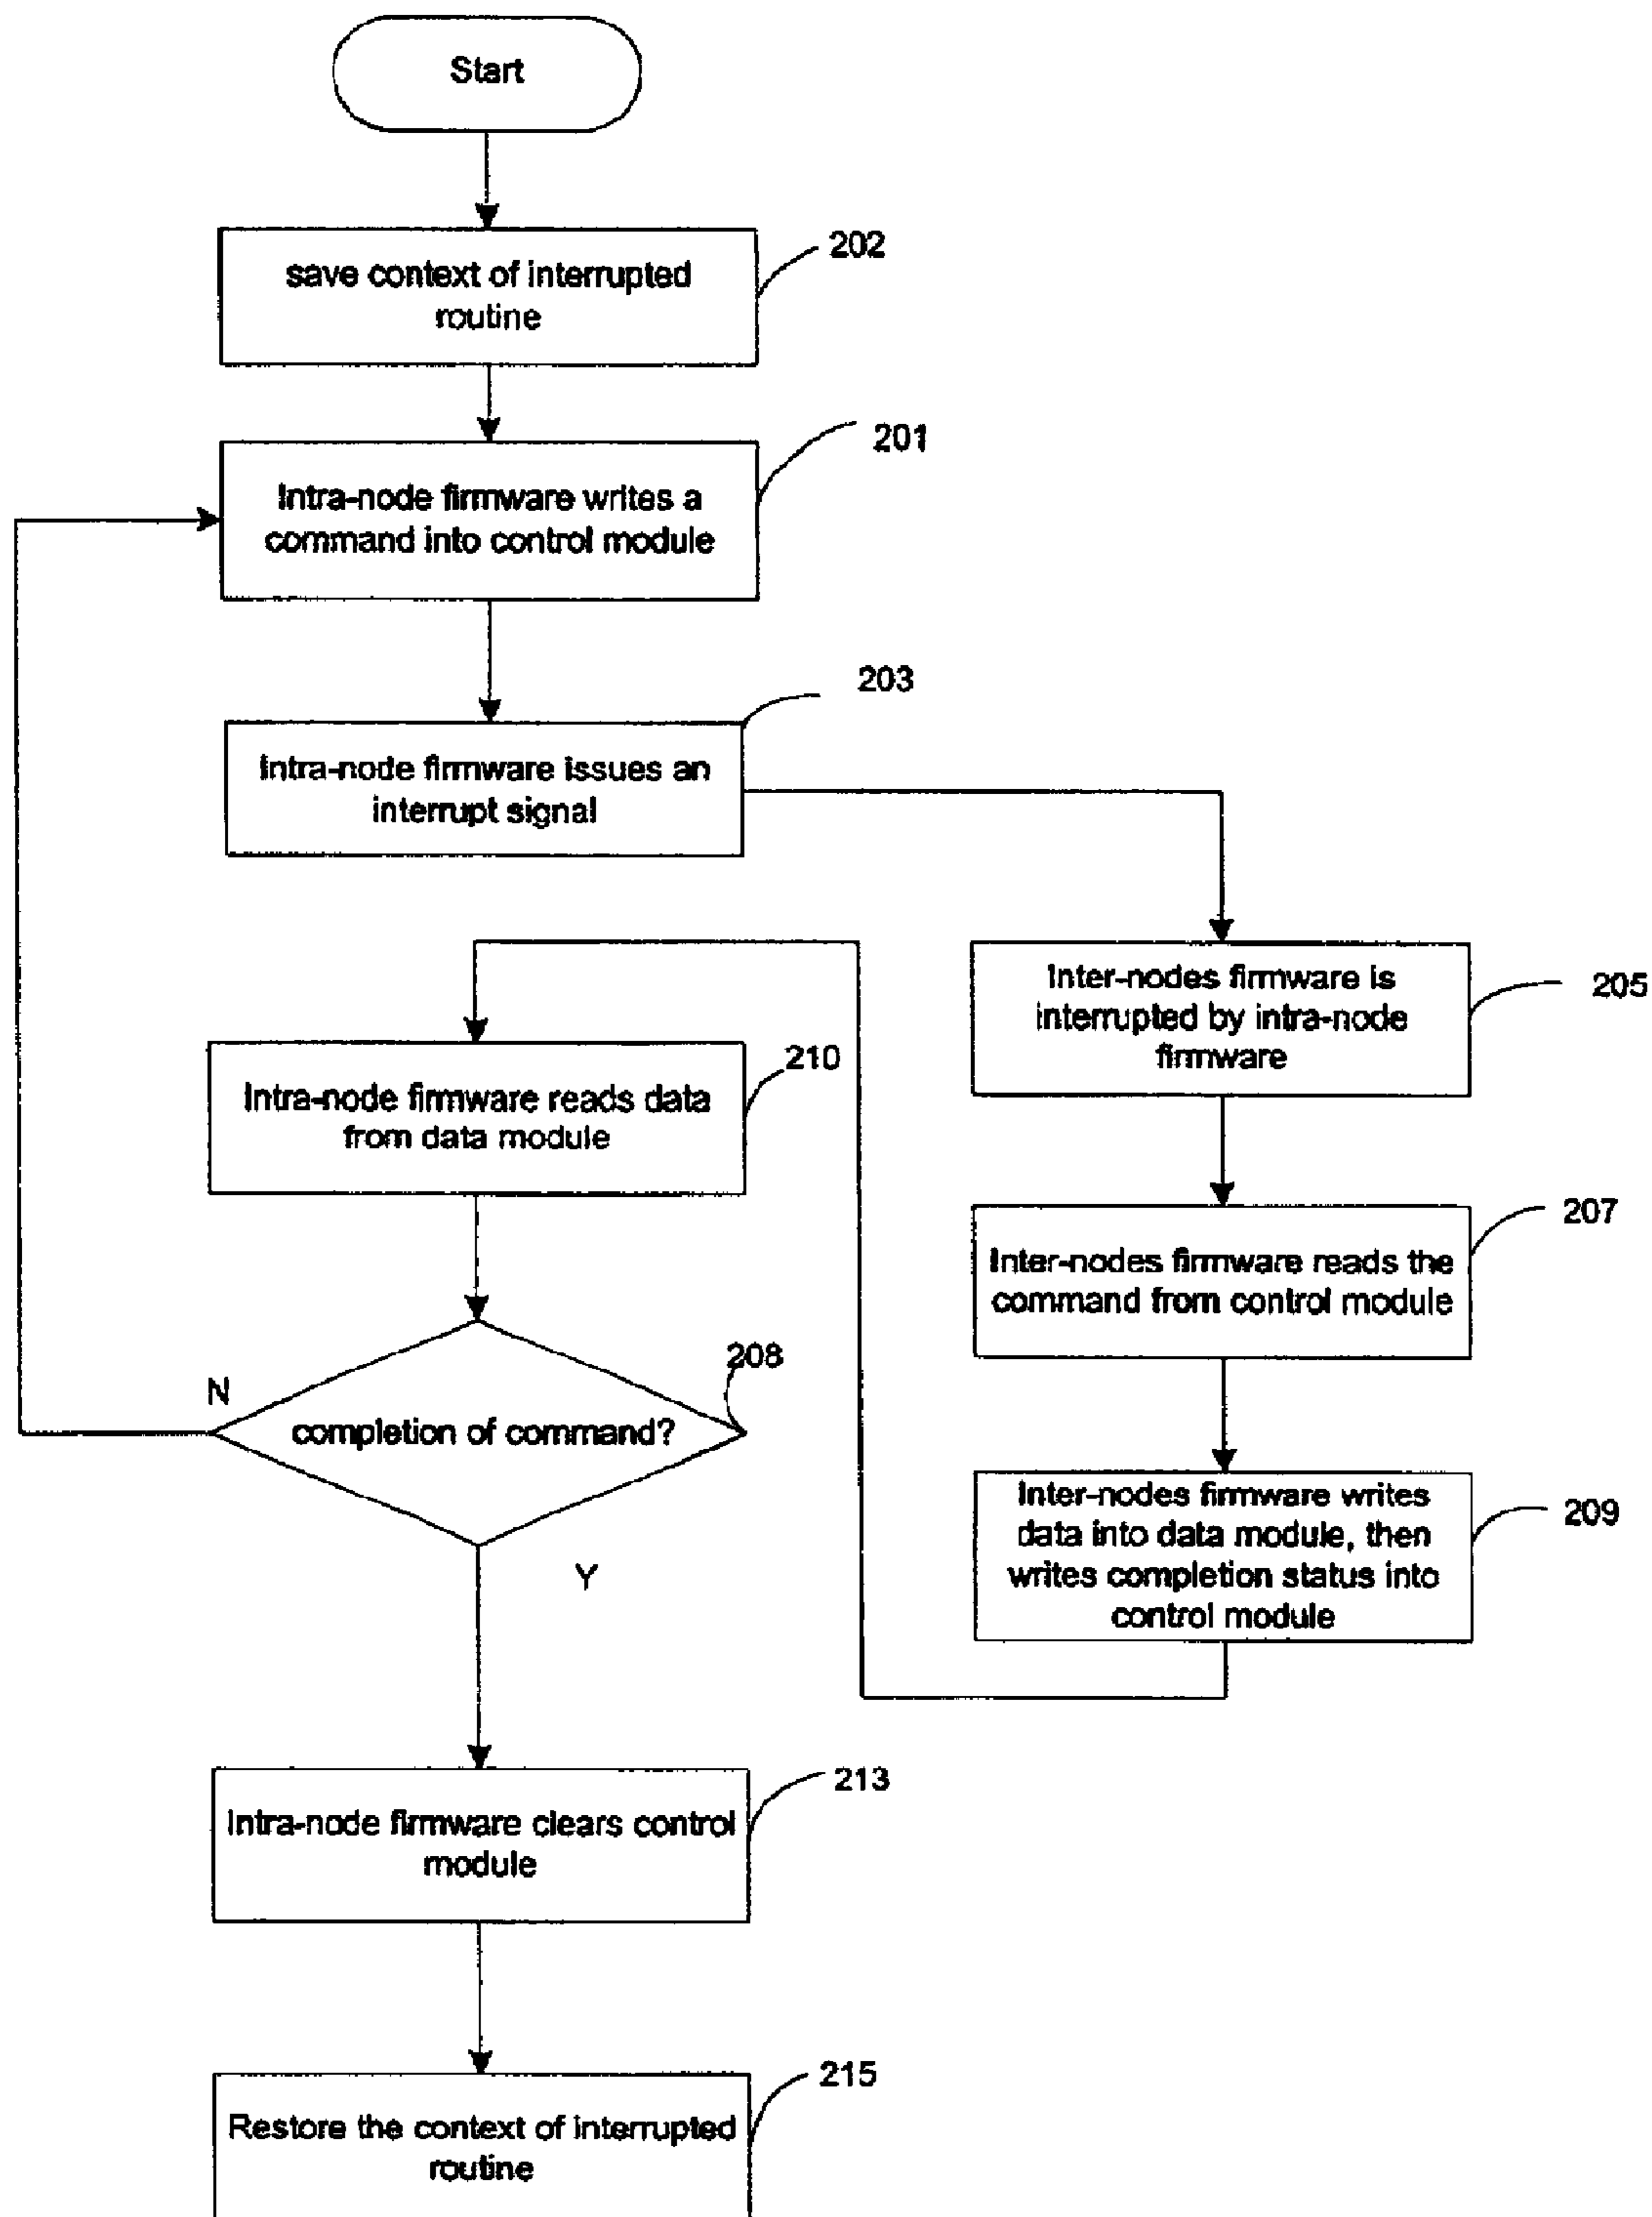 Start
save context of interrupted
routine
202
Intra-node firmware writes a
command into control module
201
Intra-node firmware issues an
interrupt signal
203
Inter-nodes firmware is
interrupted by intra-node
firmware
205
Intra-node firmware reads data
from data module
210
Inter-nodes firmware reads the
command from control module
207
completion of command?
208
N
Y
Inter-nodes firmware writes
data into data module, then
writes completion status into
control module
209
Intra-node firmware clears control
module
213
Restore the context of interrupted
routine
215